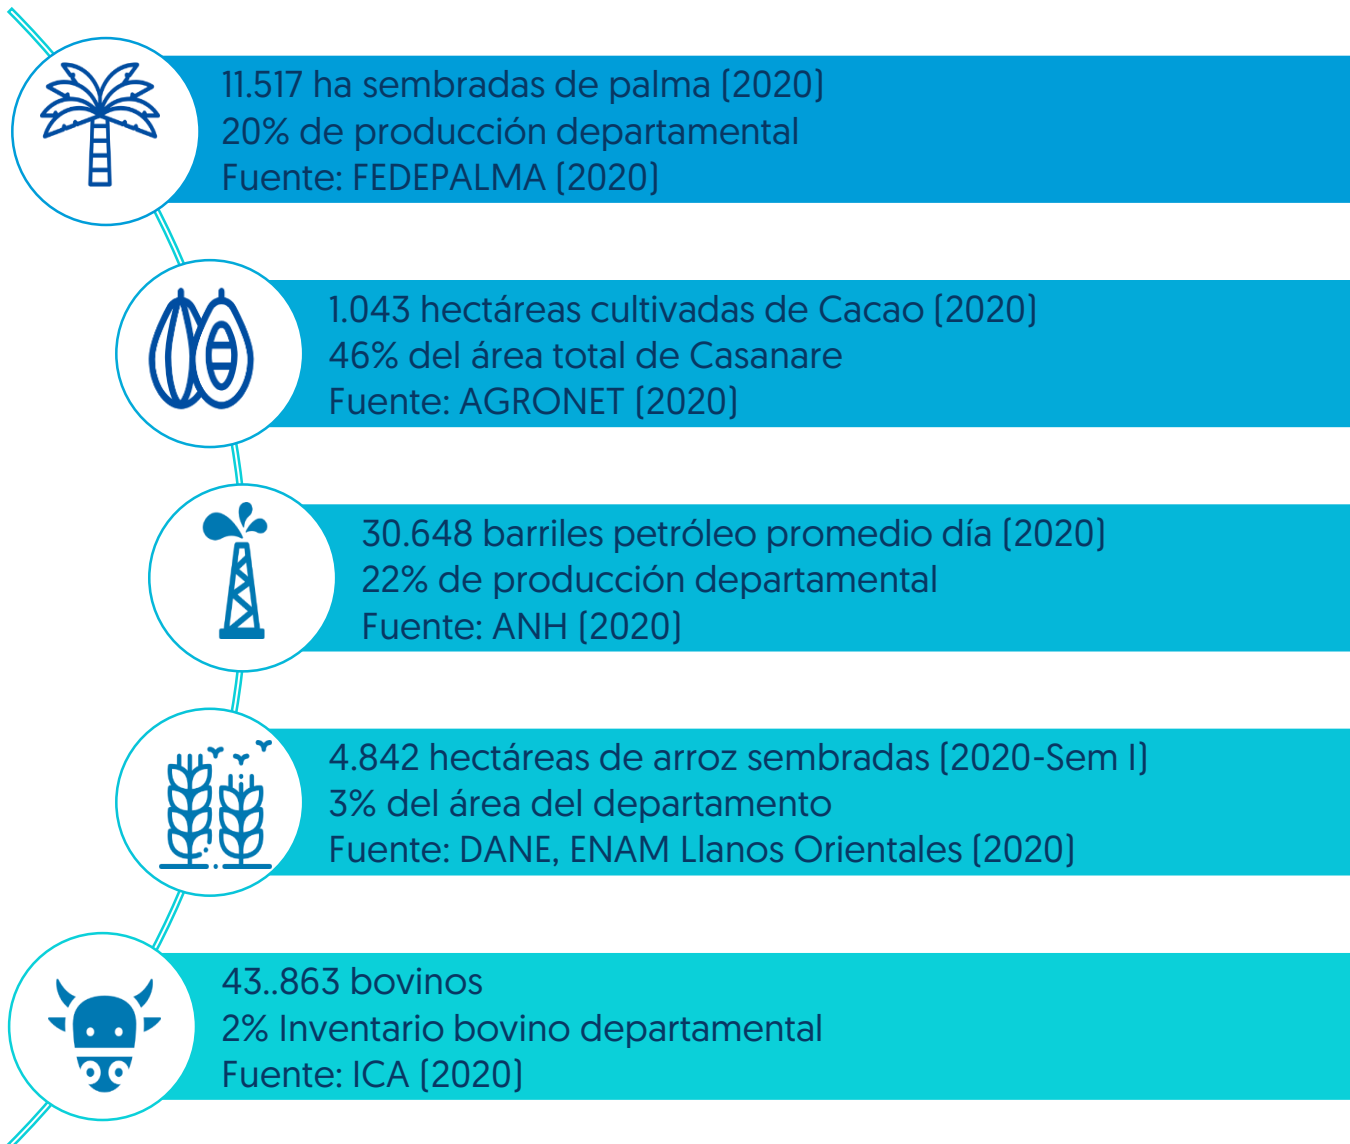 11.517 ha sembradas de palma (2020)
20% de producción departamental
Fuente: FEDEPALMA (2020)
1.043 hectáreas cultivadas de Cacao (2020)
46% del área total de Casanare
Fuente: AGRONET (2020)
30.648 barriles petróleo promedio día (2020)
22% de producción departamental
Fuente: ANH (2020)
4.842 hectáreas de arroz sembradas (2020-Sem I)
3% del área del departamento
Fuente: DANE, ENAM Llanos Orientales (2020)
43..863 bovinos
2% Inventario bovino departamental
Fuente: ICA (2020)